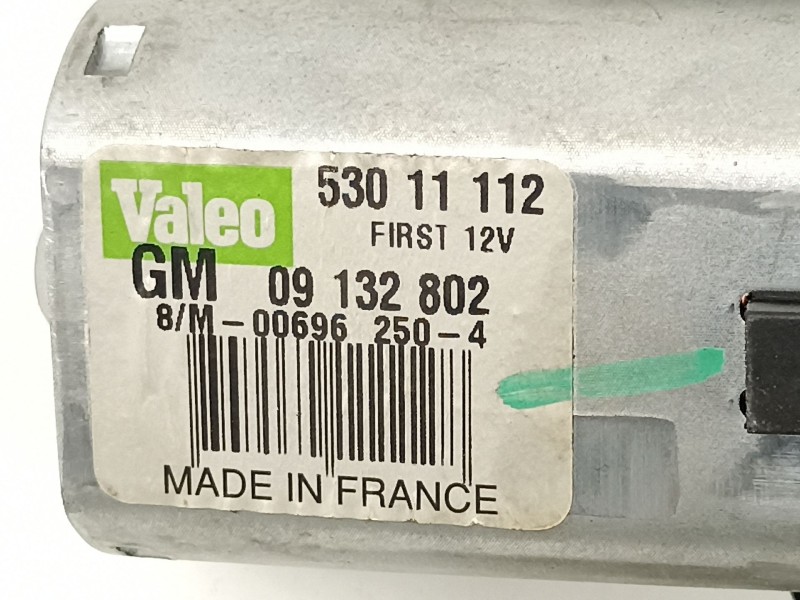 Valeo 530 11 112
FIRST 12V
GM 09 132 802
8/M-00696 250-4
MADE IN FRANCE